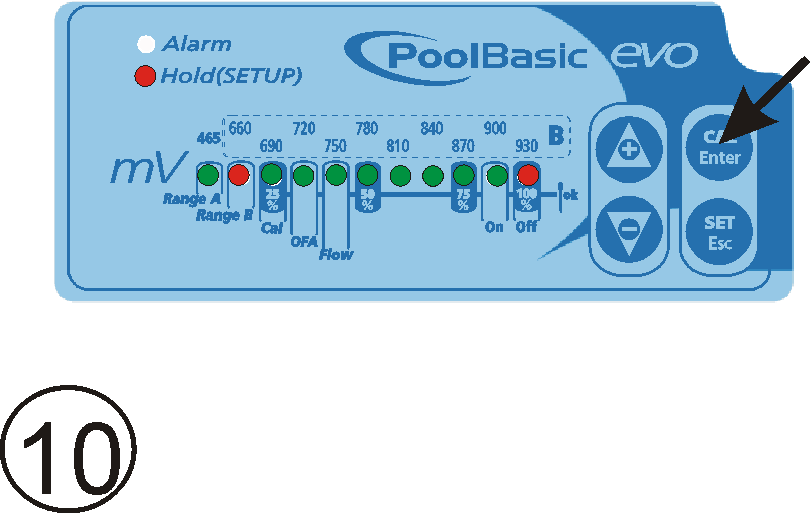 Alarm
PoolBasic evo
Hold(SETUP)
660 720 780 840 900 B
465 690 750 810 870 930
mV
25 % 50 % 75 % 100 % ok
Range A
Range B Cal OFA Flow On Off
CAL
Enter
SET
Esc
10